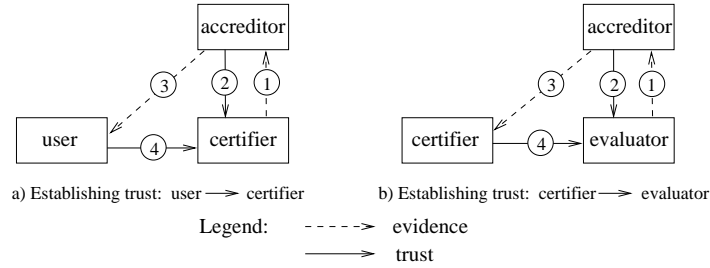 accreditor
3
2
1
user
4
certifier
a) Establishing trust: user certifier
accreditor
3
2
1
certifier
4
evaluator
b) Establishing trust: certifier evaluator
Legend:
evidence
trust